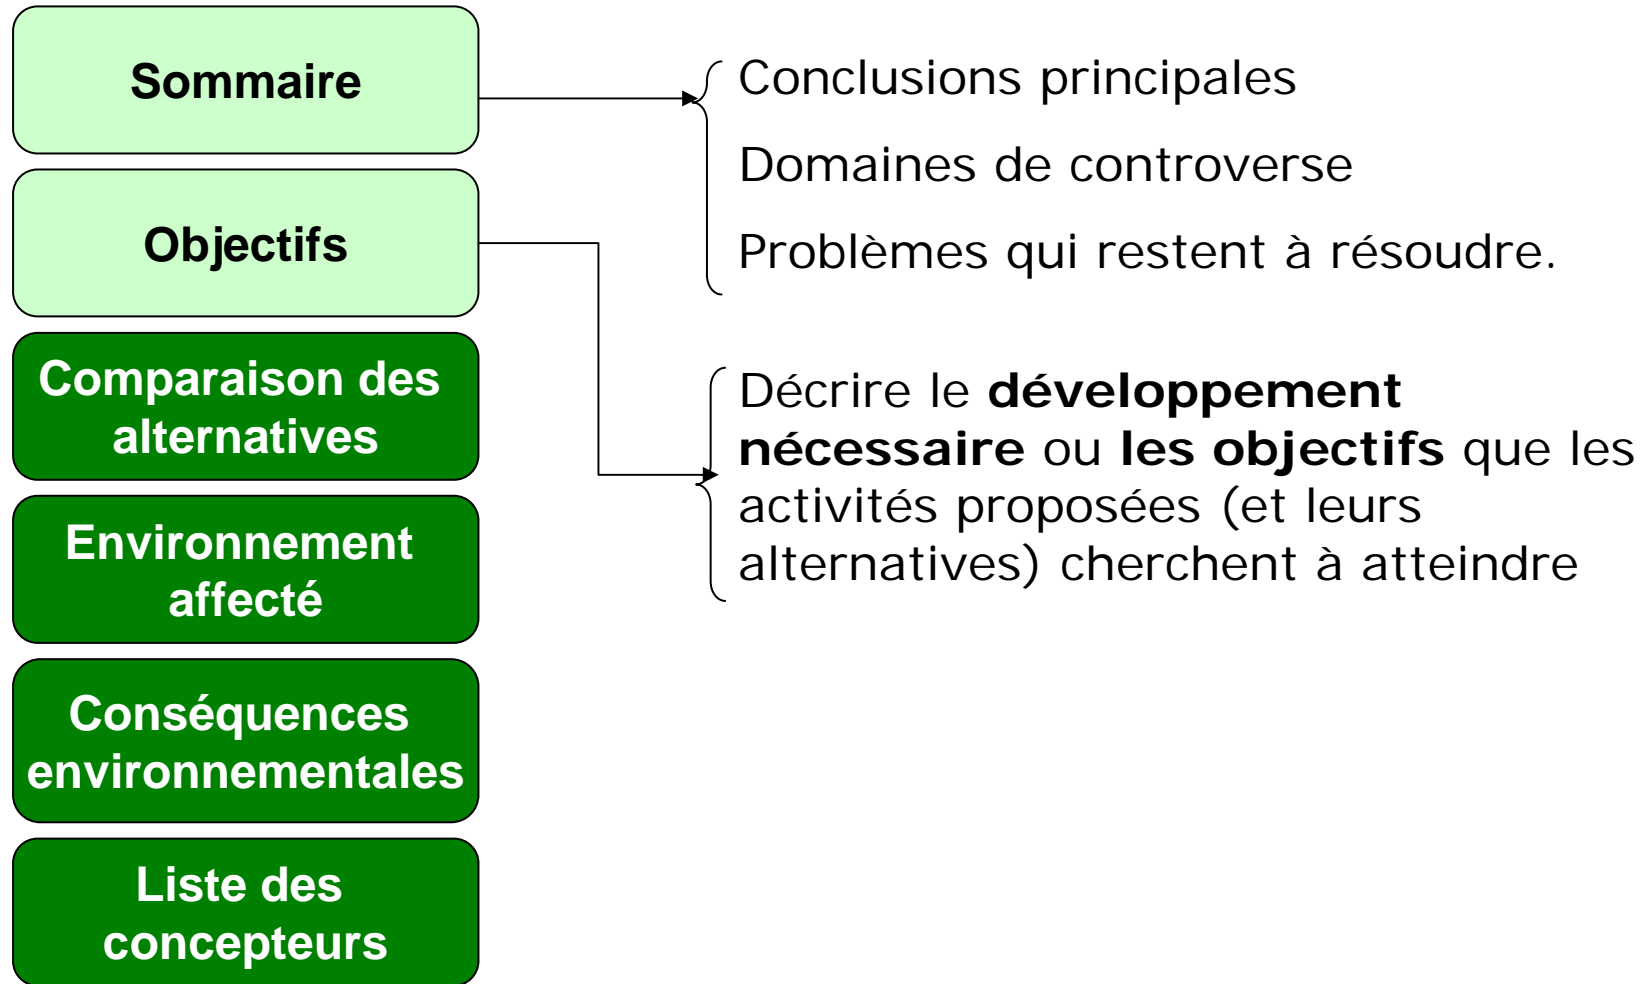 Sommaire
Conclusions principales
Domaines de controverse
Problèmes qui restent à résoudre.
Objectifs
Décrire le développement
nécessaire ou les objectifs que les
activités proposées (et leurs
alternatives) cherchent à atteindre
Comparaison des
alternatives
Environnement
affecté
Conséquences
environnementales
Liste des
concepteurs